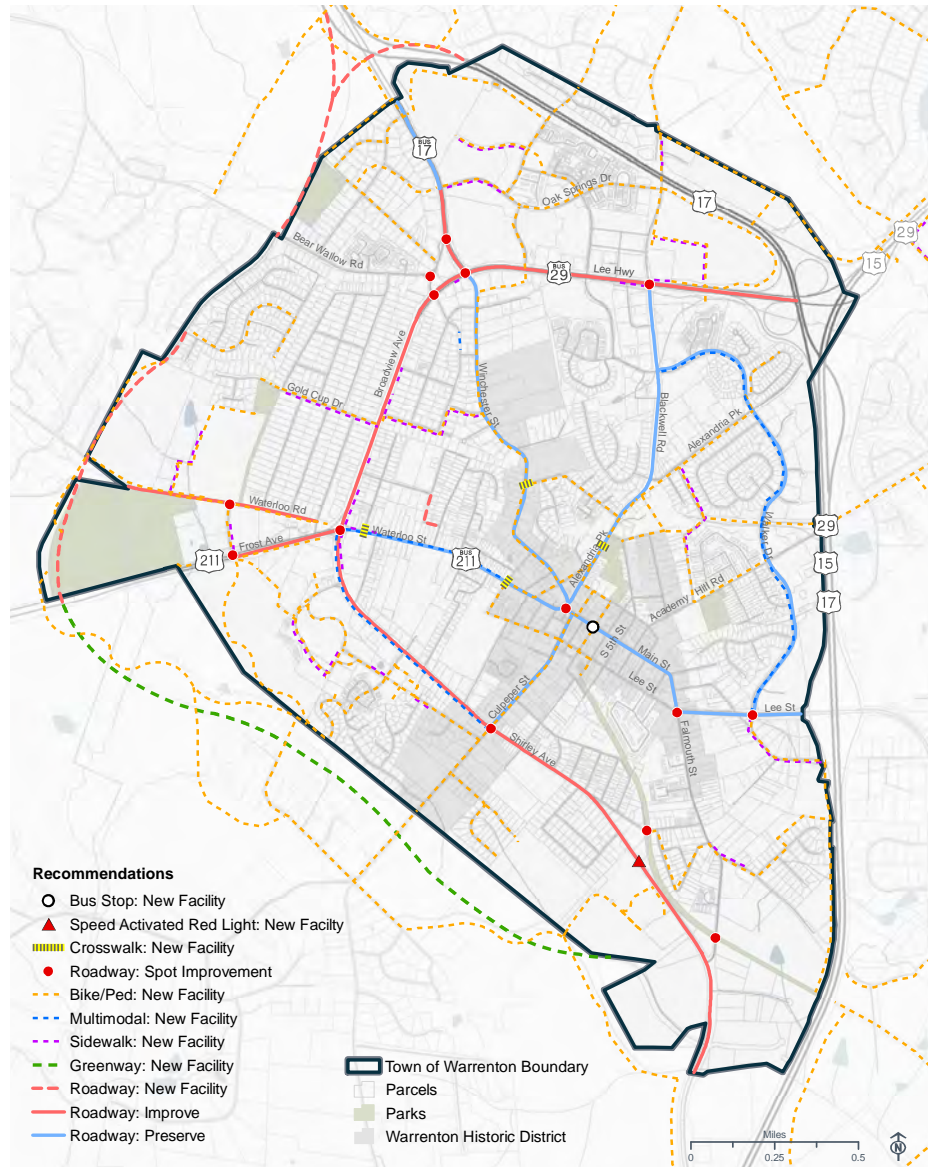 BUS
17
Oak Springs Dr
17
29
15
Bear Wallow Rd
BUS
29
Lee Hwy
Broadview Ave
Winchester St
Gold Cup Dr
Blackwell Rd
Alexandria Pk
Waterloo Rd
Frost Ave
211
Waterloo St
BUS
211
Alexandria Pk
Walker Dr
29
15
17
Academy Hill Rd
S 5th St
Main St
Lee St
Lee St
Culpeper St
Falmouth St
Shirley Ave
Recommendations
Bus Stop: New Facility
Speed Activated Red Light: New Facilty
Crosswalk: New Facility
Roadway: Spot Improvement
Bike/Ped: New Facility
Multimodal: New Facility
Sidewalk: New Facility
Greenway: New Facility
Roadway: New Facility
Roadway: Improve
Roadway: Preserve
Town of Warrenton Boundary
Parcels
Parks
Warrenton Historic District
Miles
0 0.25 0.5
N